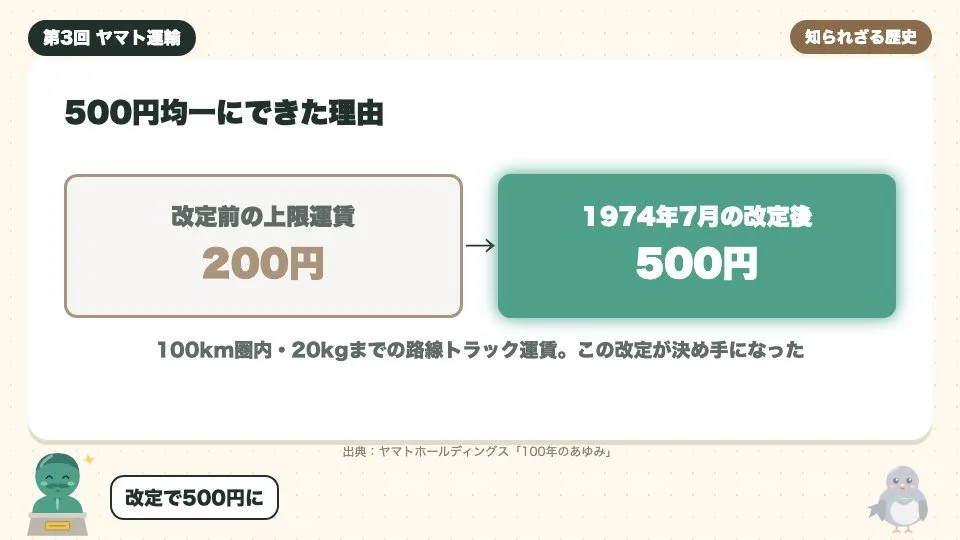 第3回 ヤマト運輸
知られざる歴史
500円均一にできた理由
改定前の上限運賃
200円
→
1974年7月の改定後
500円
100km圏内・20kgまでの路線トラック運賃。この改定が決め手になった
出典：ヤマトホールディングス「100年のあゆみ」
改定で500円に